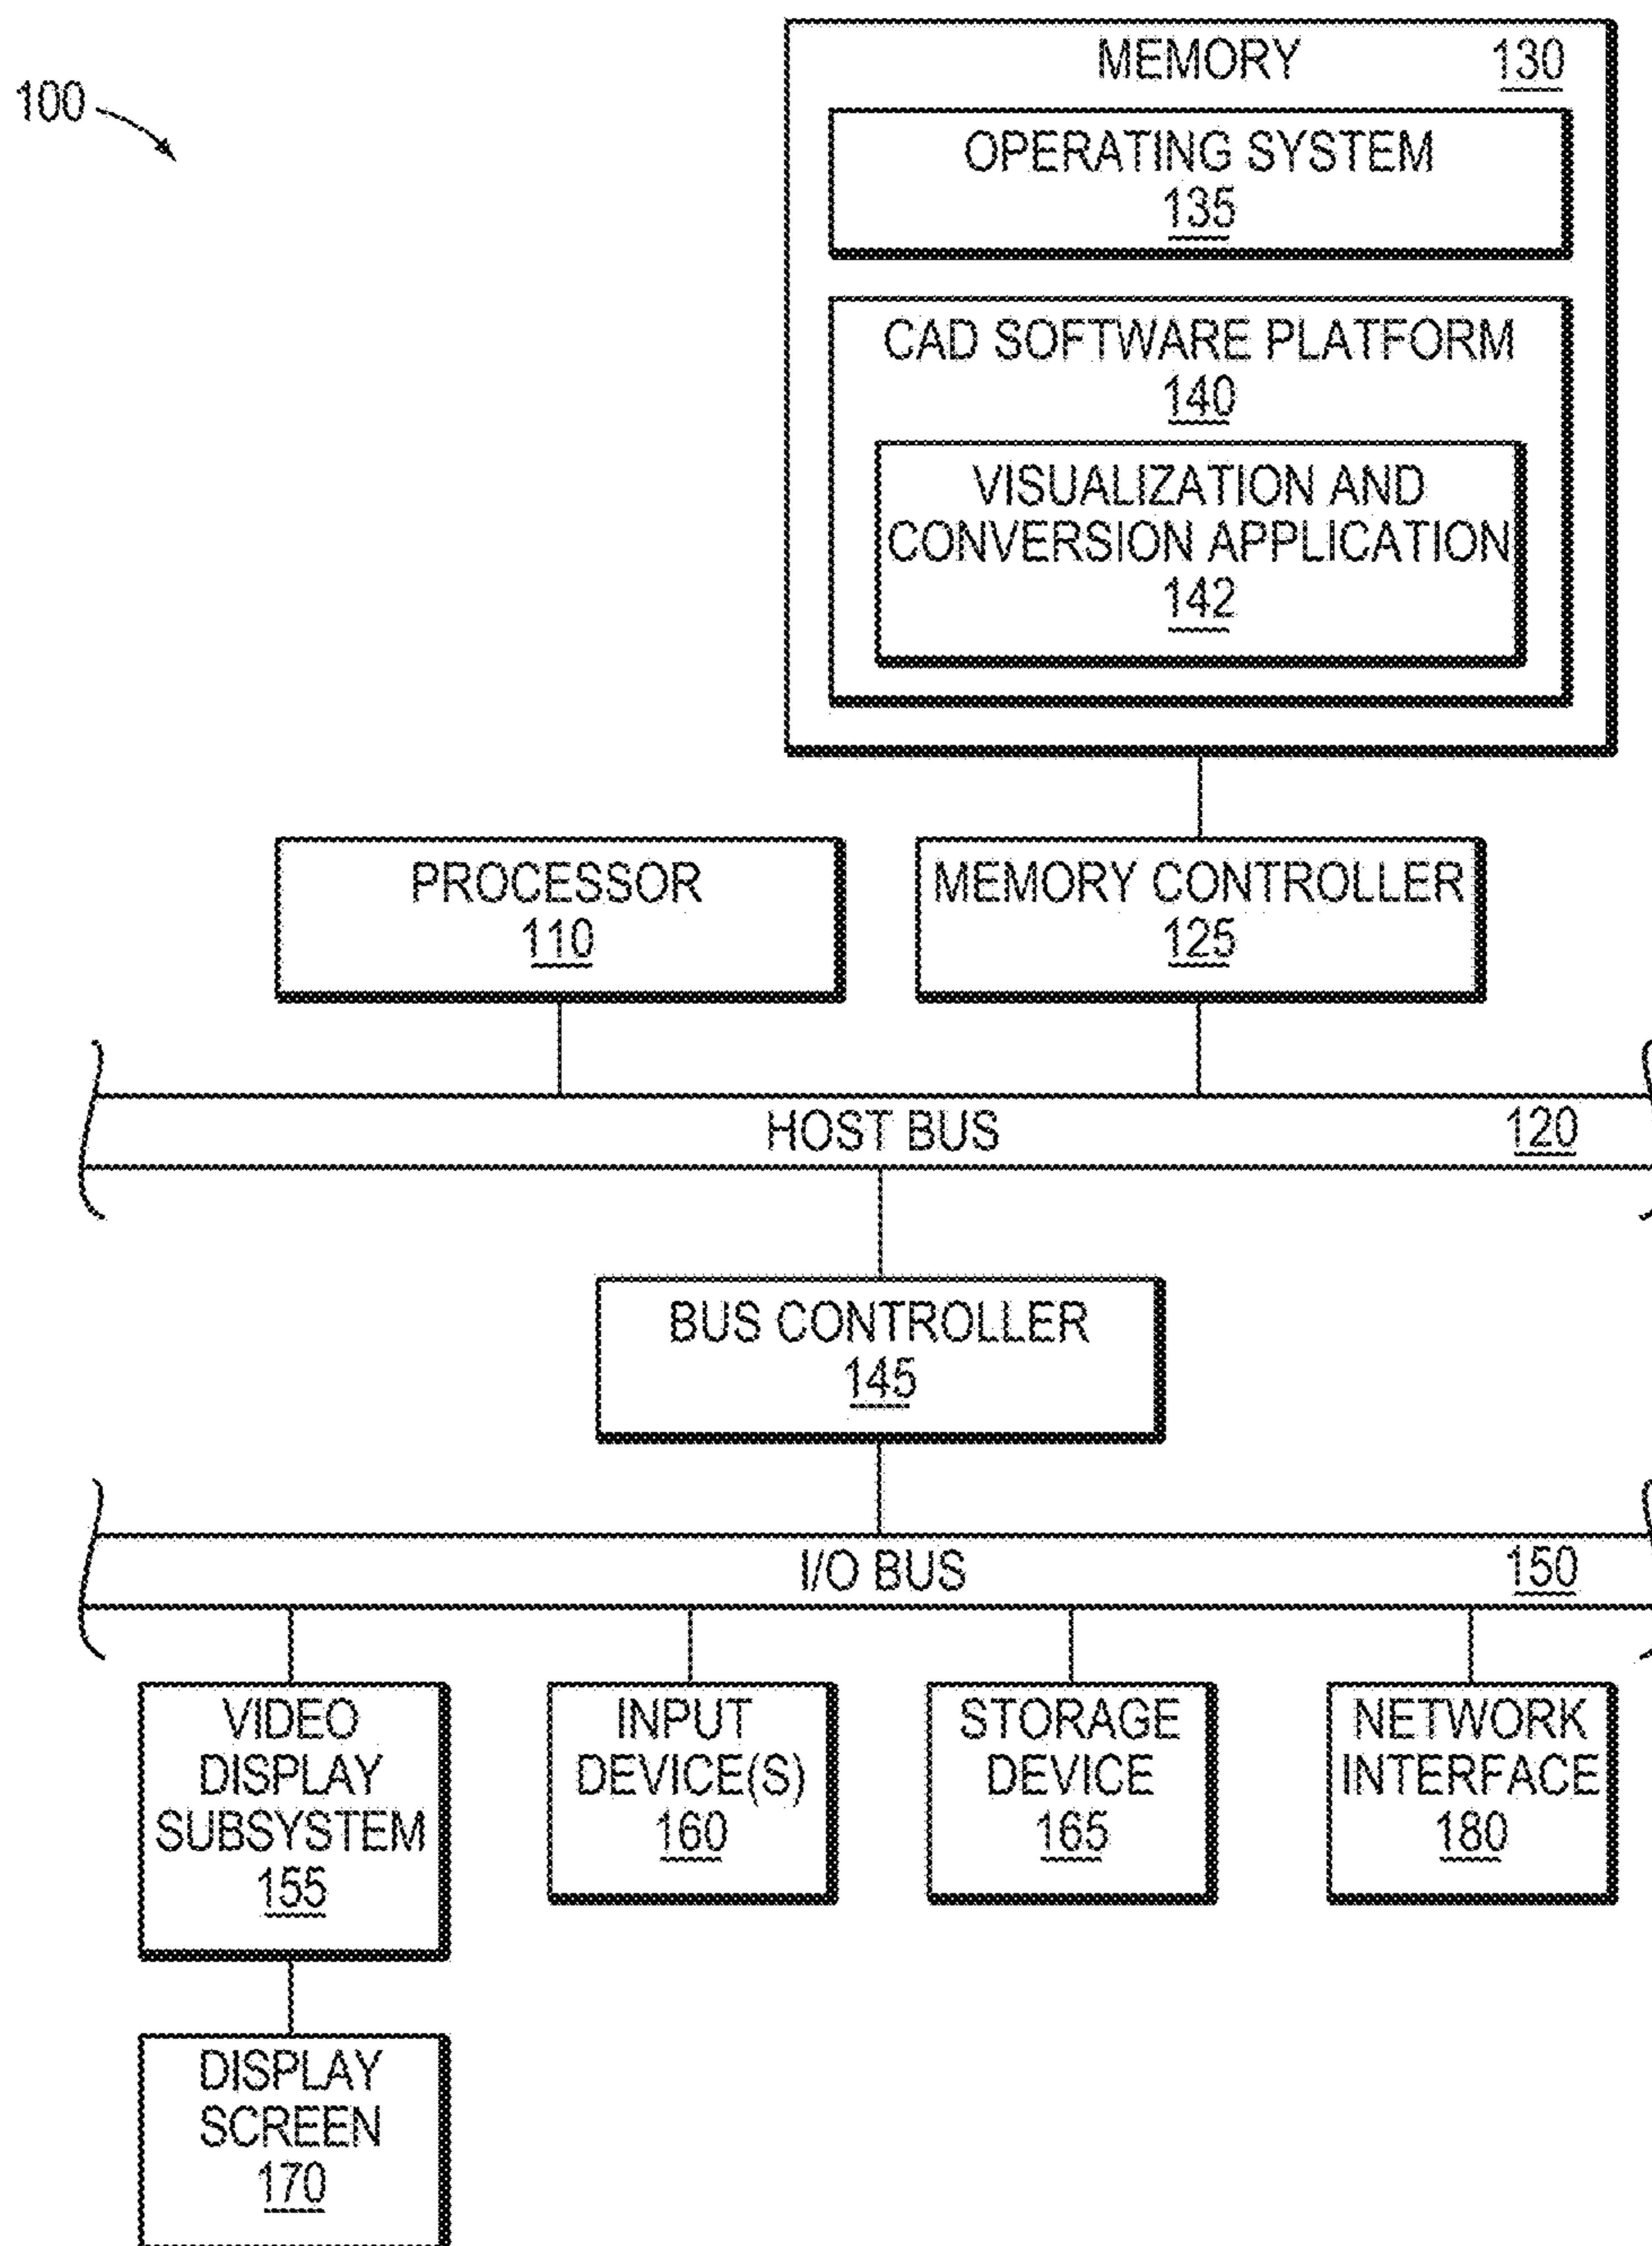 100
MEMORY 130
OPERATING SYSTEM
135
CAD SOFTWARE PLATFORM
140
VISUALIZATION AND
CONVERSION APPLICATION
142
PROCESSOR
110
MEMORY CONTROLLER
125
HOST BUS 120
BUS CONTROLLER
145
I/O BUS 150
VIDEO
DISPLAY
SUBSYSTEM
155
INPUT
DEVICE(S)
160
STORAGE
DEVICE
165
NETWORK
INTERFACE
180
DISPLAY
SCREEN
170